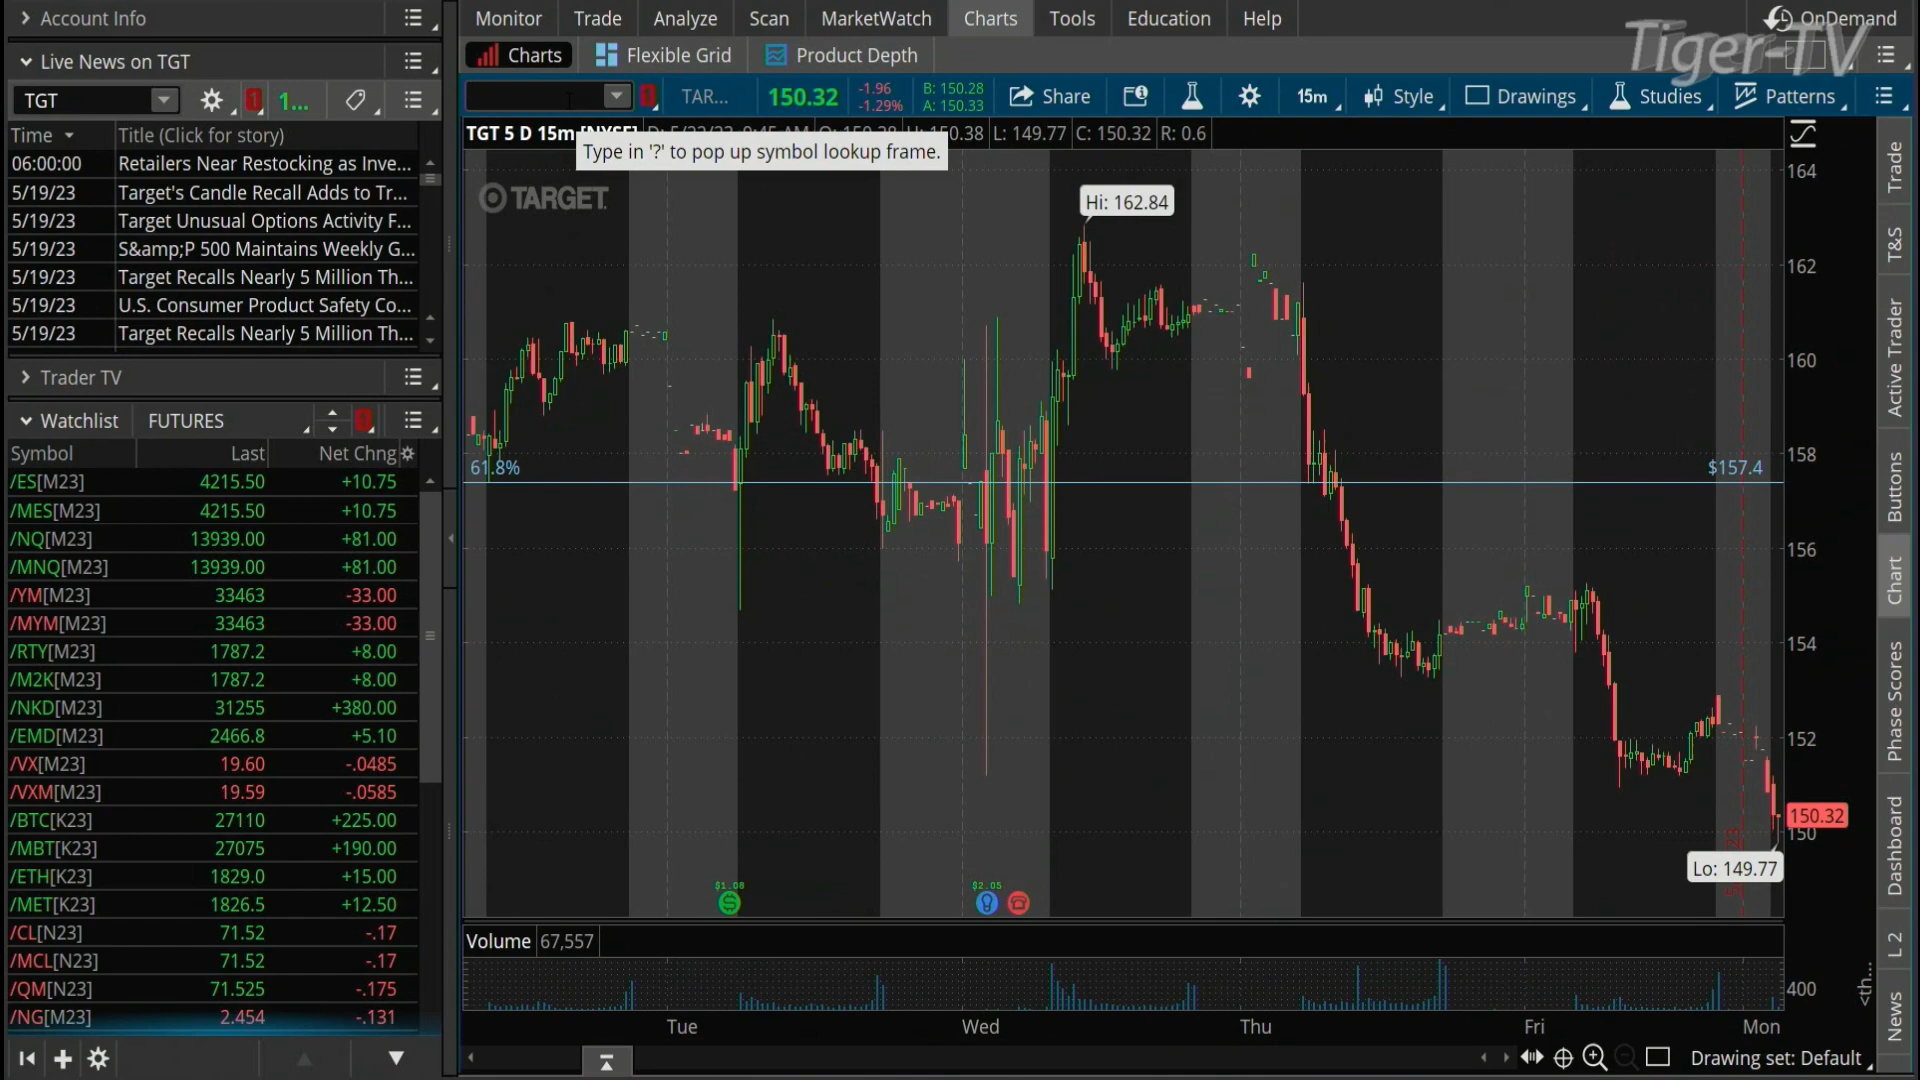 Account Info
Monitor Trade Analyze Scan MarketWatch Charts Tools Education Help OnDemand
Tiger-TV
Live News on TGT
Charts Flexible Grid Product Depth
TGT 1 1...
1 TAR... 150.32 -1.96 B: 150.28
-1.29% A: 150.33
Share 15m Style Drawings Studies Patterns
Time Title (Click for story)
TGT 5 D 15m L: 149.77 C: 150.32 R: 0.6
Type in '?' to pop up symbol lookup frame.
06:00:00 Retailers Near Restocking as Inve...
5/19/23 Target's Candle Recall Adds to Tr...
5/19/23 Target Unusual Options Activity F...
5/19/23 S&amp;P 500 Maintains Weekly G...
5/19/23 Target Recalls Nearly 5 Million Th...
5/19/23 U.S. Consumer Product Safety Co...
5/19/23 Target Recalls Nearly 5 Million Th...
TARGET
Hi: 162.84
164
162
160
158
156
154
152
150
61.8%
$157.4
150.32
Lo: 149.77
$1.08
$2.05
Trader TV
Watchlist FUTURES 1
Symbol Last Net Chng
/ES[M23] 4215.50 +10.75
/MES[M23] 4215.50 +10.75
/NQ[M23] 13939.00 +81.00
/MNQ[M23] 13939.00 +81.00
/YM[M23] 33463 -33.00
/MYM[M23] 33463 -33.00
/RTY[M23] 1787.2 +8.00
/M2K[M23] 1787.2 +8.00
/NKD[M23] 31255 +380.00
/EMD[M23] 2466.8 +5.10
/VX[M23] 19.60 -.0485
/VXM[M23] 19.59 -.0585
/BTC[K23] 27110 +225.00
/MBT[K23] 27075 +190.00
/ETH[K23] 1829.0 +15.00
/MET[K23] 1826.5 +12.50
/CL[N23] 71.52 -.17
/MCL[N23] 71.52 -.17
/QM[N23] 71.525 -.175
/NG[M23] 2.454 -.131
Volume 67,557
400
<th...
Tue Wed Thu Fri Mon
Drawing set: Default
Trade
T&S
Active Trader
Buttons
Chart
Phase Scores
Dashboard
L 2
News